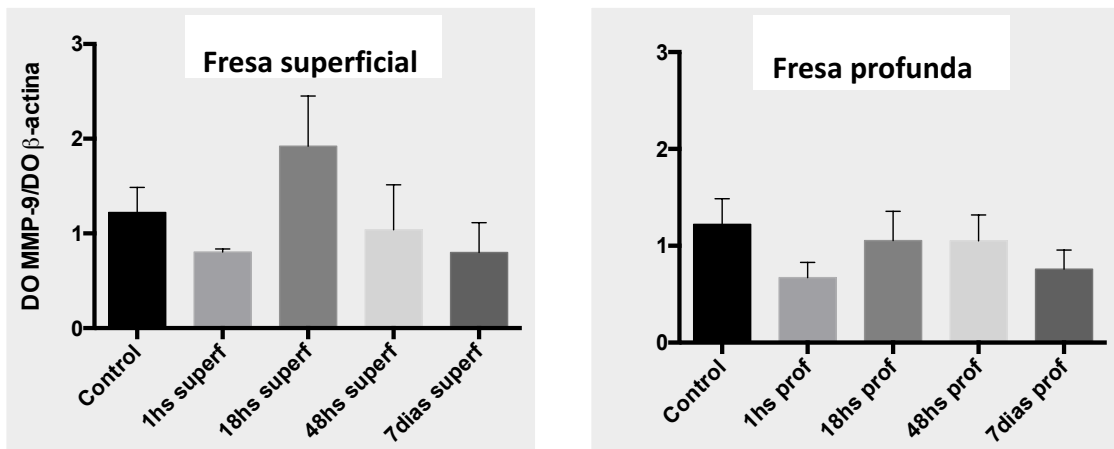 Fresa superficial
DO MMP-9/DO β-actina
3
2
1
0
Control
1hs superf
18hs superf
48hs superf
7dias superf
Fresa profunda
3
2
1
0
Control
1hs prof
18hs prof
48hs prof
7dias prof